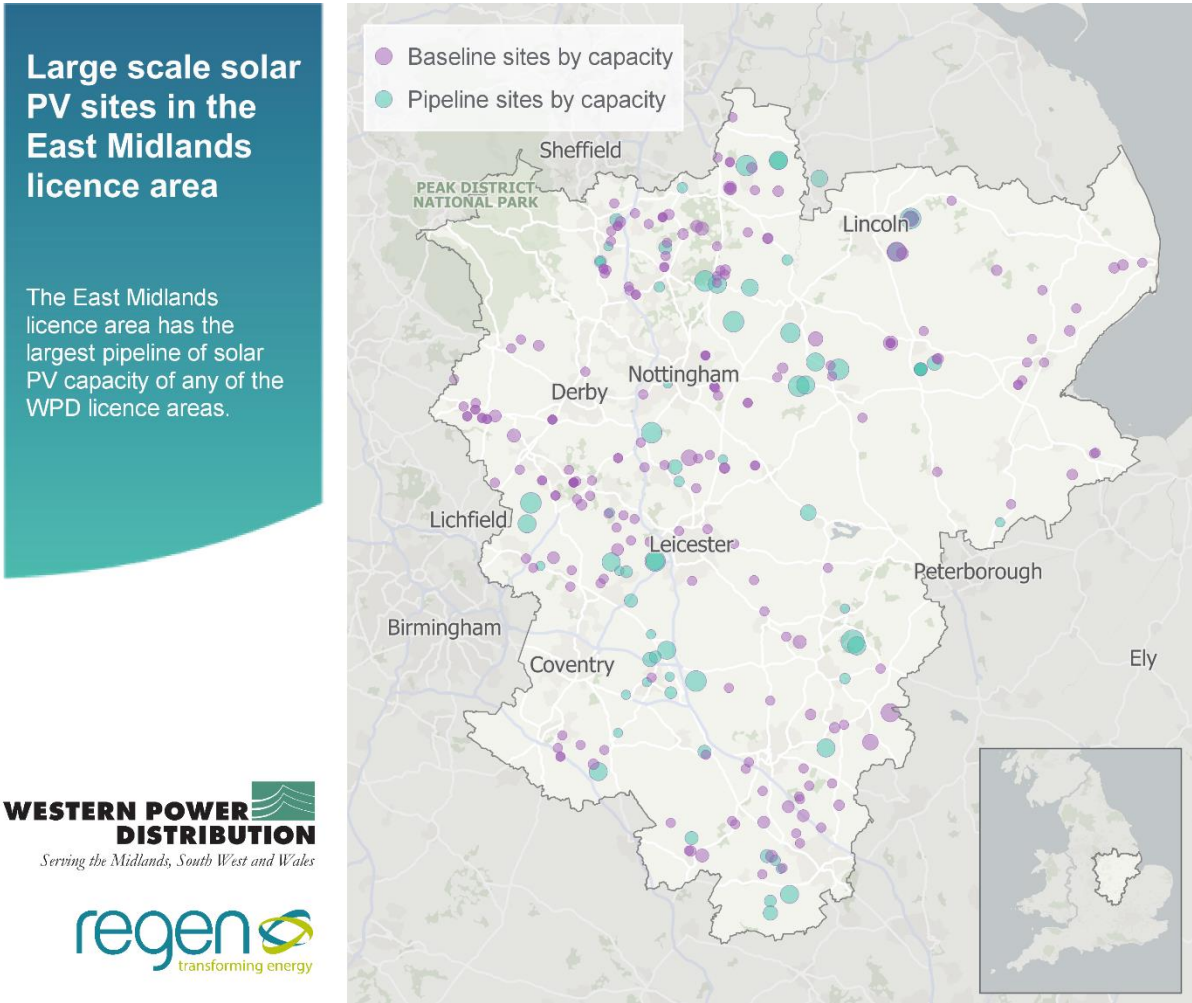 Large scale solar
PV sites in the
East Midlands
licence area
The East Midlands
licence area has the
largest pipeline of solar
PV capacity of any of the
WPD licence areas.
WESTERN POWER
DISTRIBUTION
Serving the Midlands, South West and Wales
regen
transforming energy
Baseline sites by capacity
Pipeline sites by capacity
Sheffield
PEAK DISTRICT
NATIONAL PARK
Lincoln
Nottingham
Derby
Lichfield
Leicester
Peterborough
Birmingham
Coventry
Ely